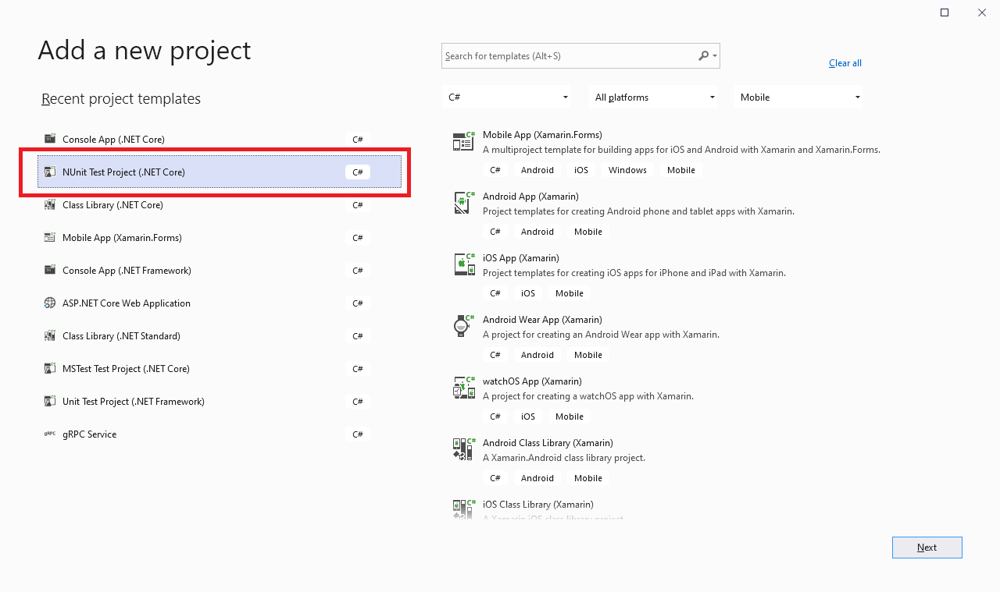 Add a new project
Search for templates (Alt+S)
Clear all
Recent project templates
C#
All platforms
Mobile
Console App (.NET Core) C#
NUnit Test Project (.NET Core) C#
Class Library (.NET Core) C#
Mobile App (Xamarin.Forms) C#
Console App (.NET Framework) C#
ASP.NET Core Web Application C#
Class Library (.NET Standard) C#
MSTest Test Project (.NET Core) C#
Unit Test Project (.NET Framework) C#
gRPC gRPC Service C#
C# Mobile App (Xamarin.Forms)
A multiproject template for building apps for iOS and Android with Xamarin and Xamarin.Forms.
C# Android iOS Windows Mobile
C# Android App (Xamarin)
Project templates for creating Android phone and tablet apps with Xamarin.
C# Android Mobile
C# iOS App (Xamarin)
Project templates for creating iOS apps for iPhone and iPad with Xamarin.
C# iOS Mobile
C# Android Wear App (Xamarin)
A project for creating an Android Wear app with Xamarin.
C# Android Mobile
C# watchOS App (Xamarin)
A project for creating a watchOS app with Xamarin.
C# iOS Mobile
C# Android Class Library (Xamarin)
A Xamarin.Android class library project.
C# Android Mobile
C# iOS Class Library (Xamarin)
A Xamarin.iOS class library project.
Next